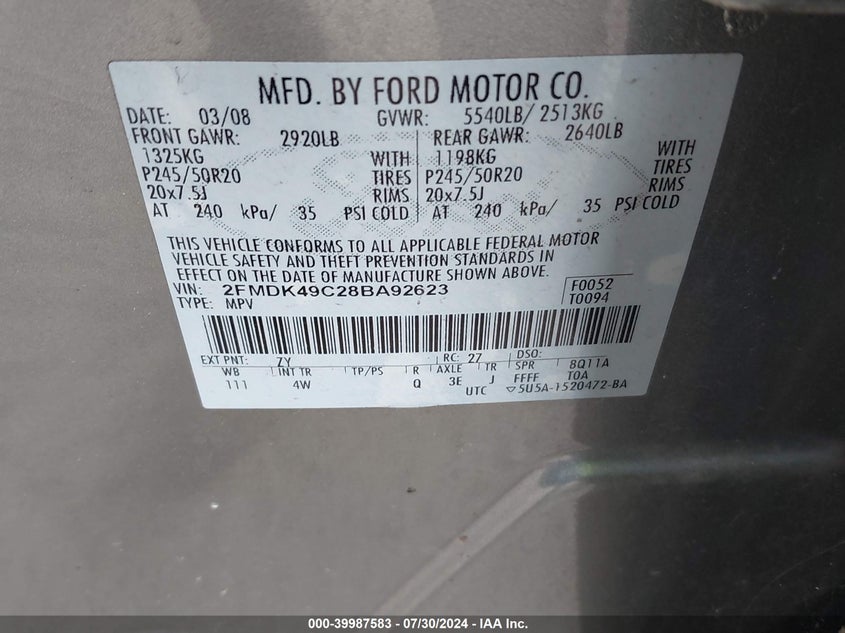 MFD. BY FORD MOTOR CO.
DATE: 03/08 GVWR: 5540LB/ 2513KG
FRONT GAWR: 2920LB REAR GAWR: 2640LB
1325KG WITH 1198KG WITH
P245/50R20 TIRES P245/50R20 TIRES
20x7.5J RIMS 20x7.5J RIMS
AT 240 kPa/ 35 PSI COLD AT 240 kPa/ 35 PSI COLD
THIS VEHICLE CONFORMS TO ALL APPLICABLE FEDERAL MOTOR
VEHICLE SAFETY AND THEFT PREVENTION STANDARDS IN
EFFECT ON THE DATE OF MANUFACTURE SHOWN ABOVE.
VIN: 2FMDK49C28BA92623 F0052
TYPE: MPV T0094
EXT PNT: ZY RC: 27 DSO:
WB INT TR TP/PS R AXLE TR SPR 8Q11A
111 4W Q 3E J FFFF T0A
UTC ▽5U5A-1520472-BA
000-39987583 / 07/30/2024 - IAA Inc.